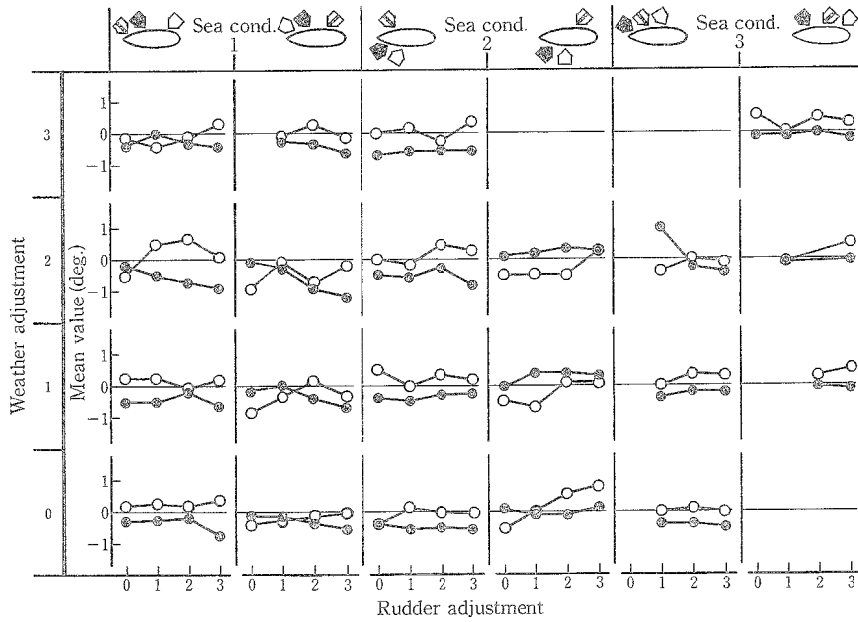 Sea cond. 1
Sea cond. 2
Sea cond. 3
Weather adjustment
Mean value (deg.)
3
1
0
−1
2
1
0
−1
1
1
0
−1
0
1
0
−1
0 1 2 3 0 1 2 3 0 1 2 3 0 1 2 3 0 1 2 3 0 1 2 3
Rudder adjustment